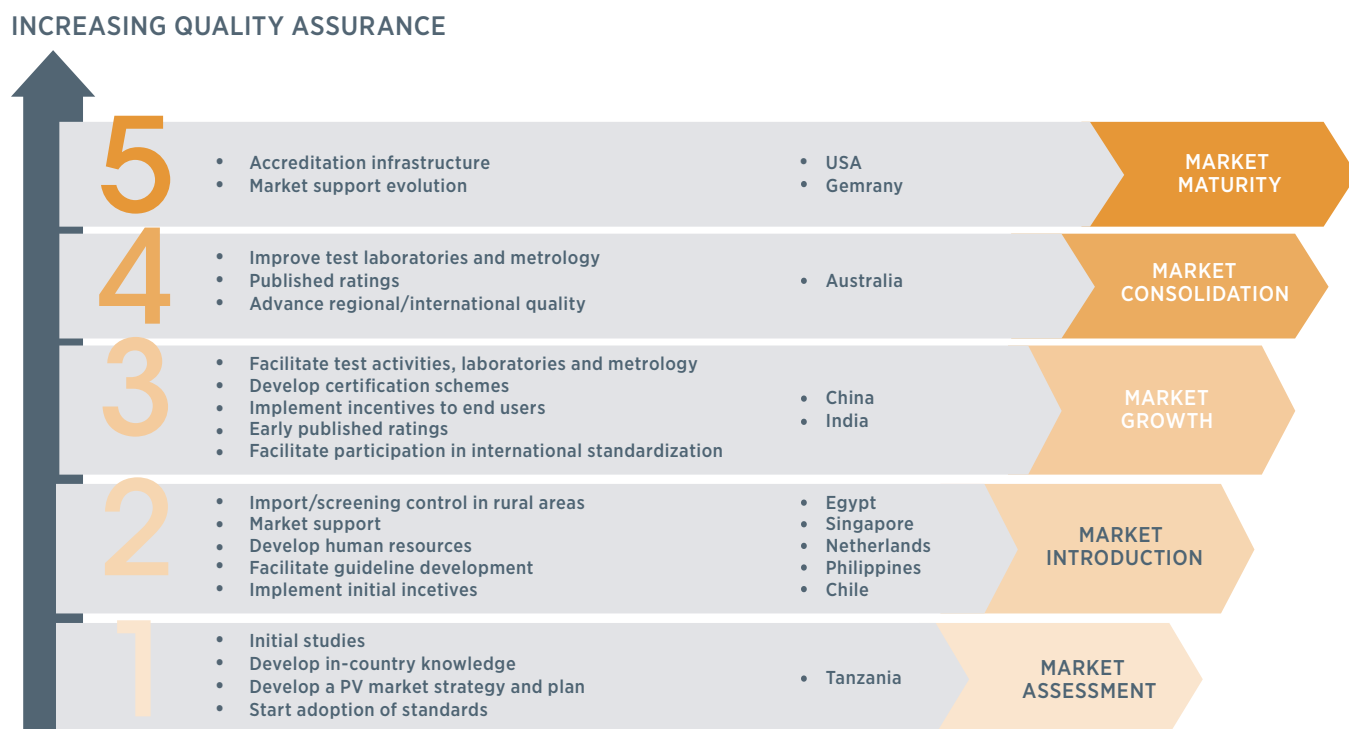 INCREASING QUALITY ASSURANCE
5
• Accreditation infrastructure
• Market support evolution
• USA
• Gemrany
MARKET
MATURITY
4
• Improve test laboratories and metrology
• Published ratings
• Advance regional/international quality
• Australia
MARKET
CONSOLIDATION
3
• Facilitate test activities, laboratories and metrology
• Develop certification schemes
• Implement incentives to end users
• Early published ratings
• Facilitate participation in international standardization
• China
• India
MARKET
GROWTH
2
• Import/screening control in rural areas
• Market support
• Develop human resources
• Facilitate guideline development
• Implement initial incetives
• Egypt
• Singapore
• Netherlands
• Philippines
• Chile
MARKET
INTRODUCTION
1
• Initial studies
• Develop in-country knowledge
• Develop a PV market strategy and plan
• Start adoption of standards
• Tanzania
MARKET
ASSESSMENT